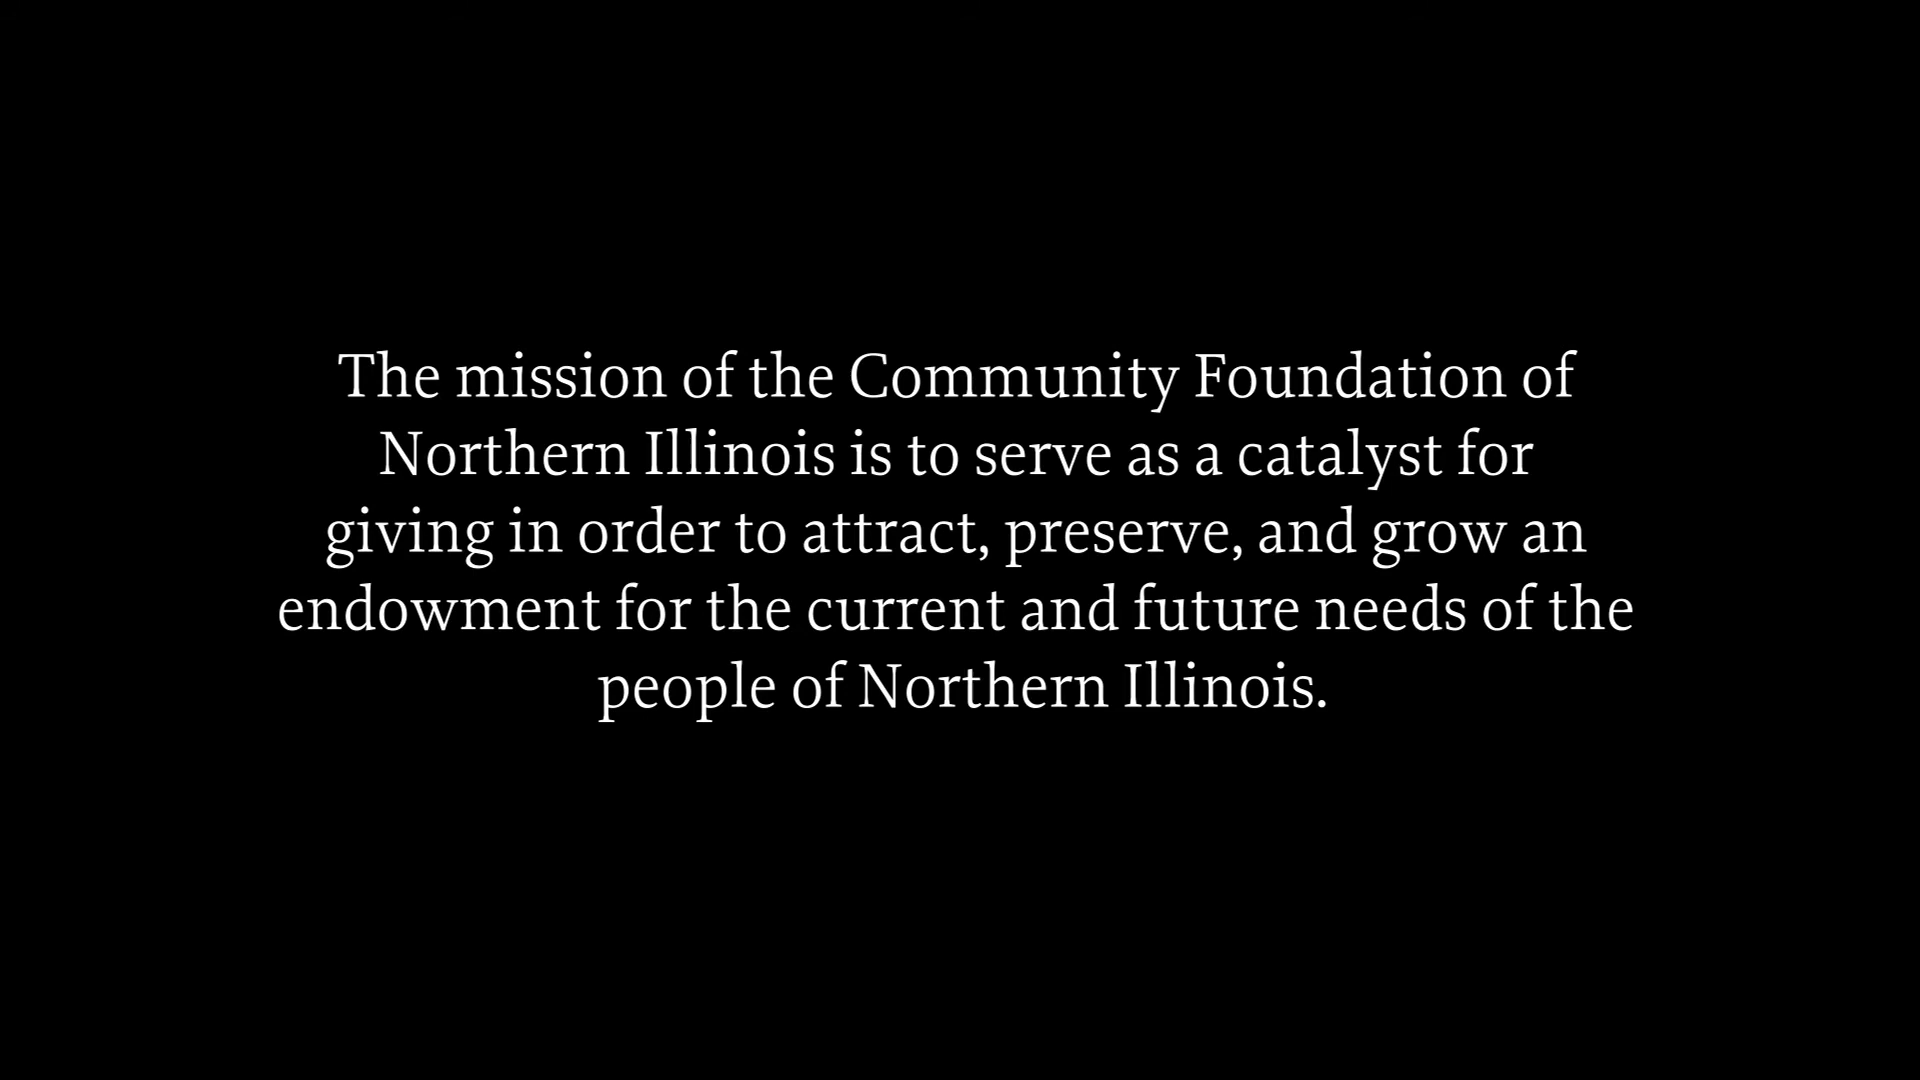 The mission of the Community Foundation of
Northern Illinois is to serve as a catalyst for
giving in order to attract, preserve, and grow an
endowment for the current and future needs of the
people of Northern Illinois.